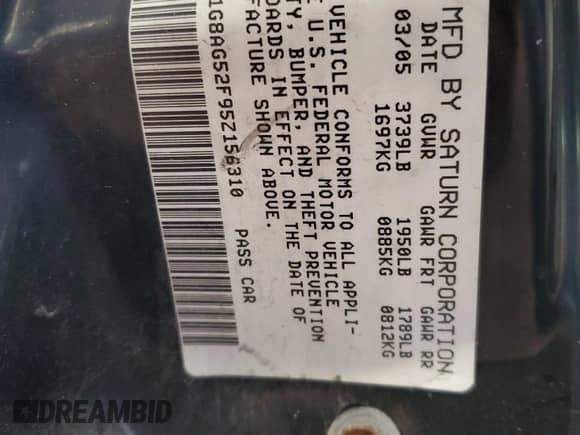 MFD BY SATURN CORPORATION
DATE GVWR GAWR FRT GAWR RR
03/05 3739LB 1950LB 1789LB
1697KG 0885KG 0812KG
VEHICLE CONFORMS TO ALL APPLI-
U.S. FEDERAL MOTOR VEHICLE
TY, BUMPER, AND THEFT PREVENTION
DARDS IN EFFECT ON THE DATE OF
FACTURE SHOWN ABOVE.
1G8AG52F95Z156310 PASS CAR
DREAMBID